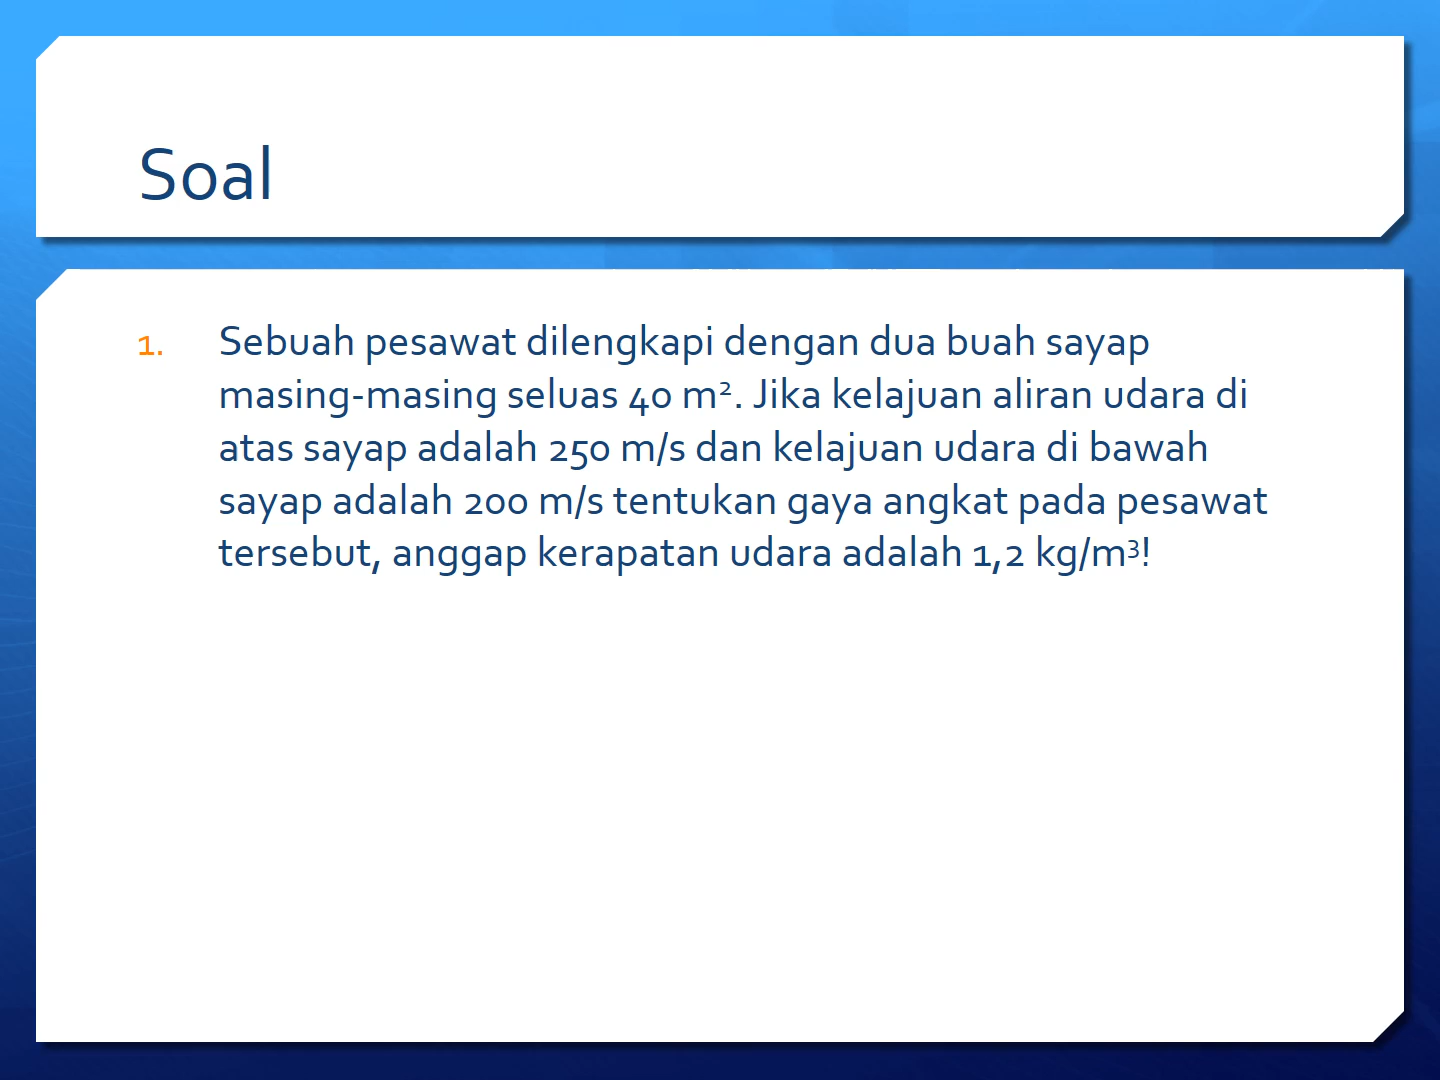 Soal
1. Sebuah pesawat dilengkapi dengan dua buah sayap
masing-masing seluas 40 m². Jika kelajuan aliran udara di
atas sayap adalah 250 m/s dan kelajuan udara di bawah
sayap adalah 200 m/s tentukan gaya angkat pada pesawat
tersebut, anggap kerapatan udara adalah 1,2 kg/m³!